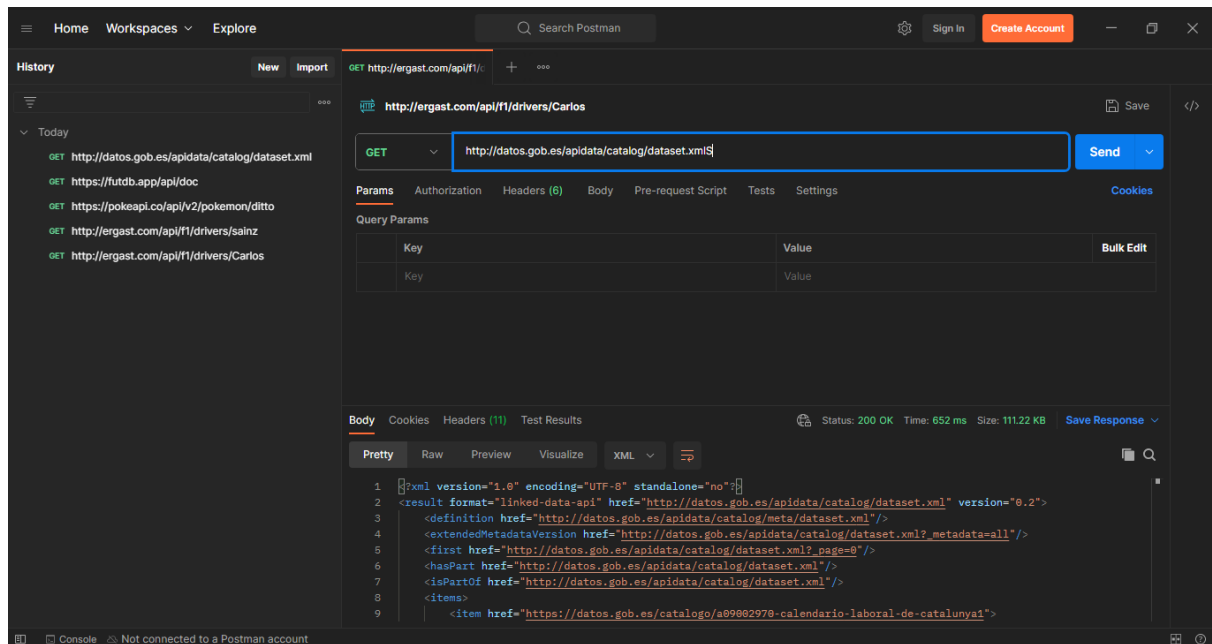 Home Workspaces Explore Search Postman Sign In Create Account
History New Import GET http://ergast.com/api/f1/d
http://ergast.com/api/f1/drivers/Carlos Save
Today
GET http://datos.gob.es/apidata/catalog/dataset.xml
GET https://futdb.app/api/doc
GET https://pokeapi.co/api/v2/pokemon/ditto
GET http://ergast.com/api/f1/drivers/sainz
GET http://ergast.com/api/f1/drivers/Carlos
GET http://datos.gob.es/apidata/catalog/dataset.xmlS Send
Params Authorization Headers (6) Body Pre-request Script Tests Settings Cookies
Query Params
Key Value Bulk Edit
Key Value
Body Cookies Headers (11) Test Results Status: 200 OK Time: 652 ms Size: 111.22 KB Save Response
Pretty Raw Preview Visualize XML
1 <?xml version="1.0" encoding="UTF-8" standalone="no"?>
2 <result format="linked-data-api" href="http://datos.gob.es/apidata/catalog/dataset.xml" version="0.2">
3 <definition href="http://datos.gob.es/apidata/catalog/meta/dataset.xml"/>
4 <extendedMetadataVersion href="http://datos.gob.es/apidata/catalog/dataset.xml?_metadata=all"/>
5 <first href="http://datos.gob.es/apidata/catalog/dataset.xml?_page=0"/>
6 <hasPart href="http://datos.gob.es/apidata/catalog/dataset.xml"/>
7 <isPartOf href="http://datos.gob.es/apidata/catalog/dataset.xml"/>
8 <items>
9 <item href="https://datos.gob.es/catalogo/a09002970-calendario-laboral-de-catalunya1">
Console Not connected to a Postman account